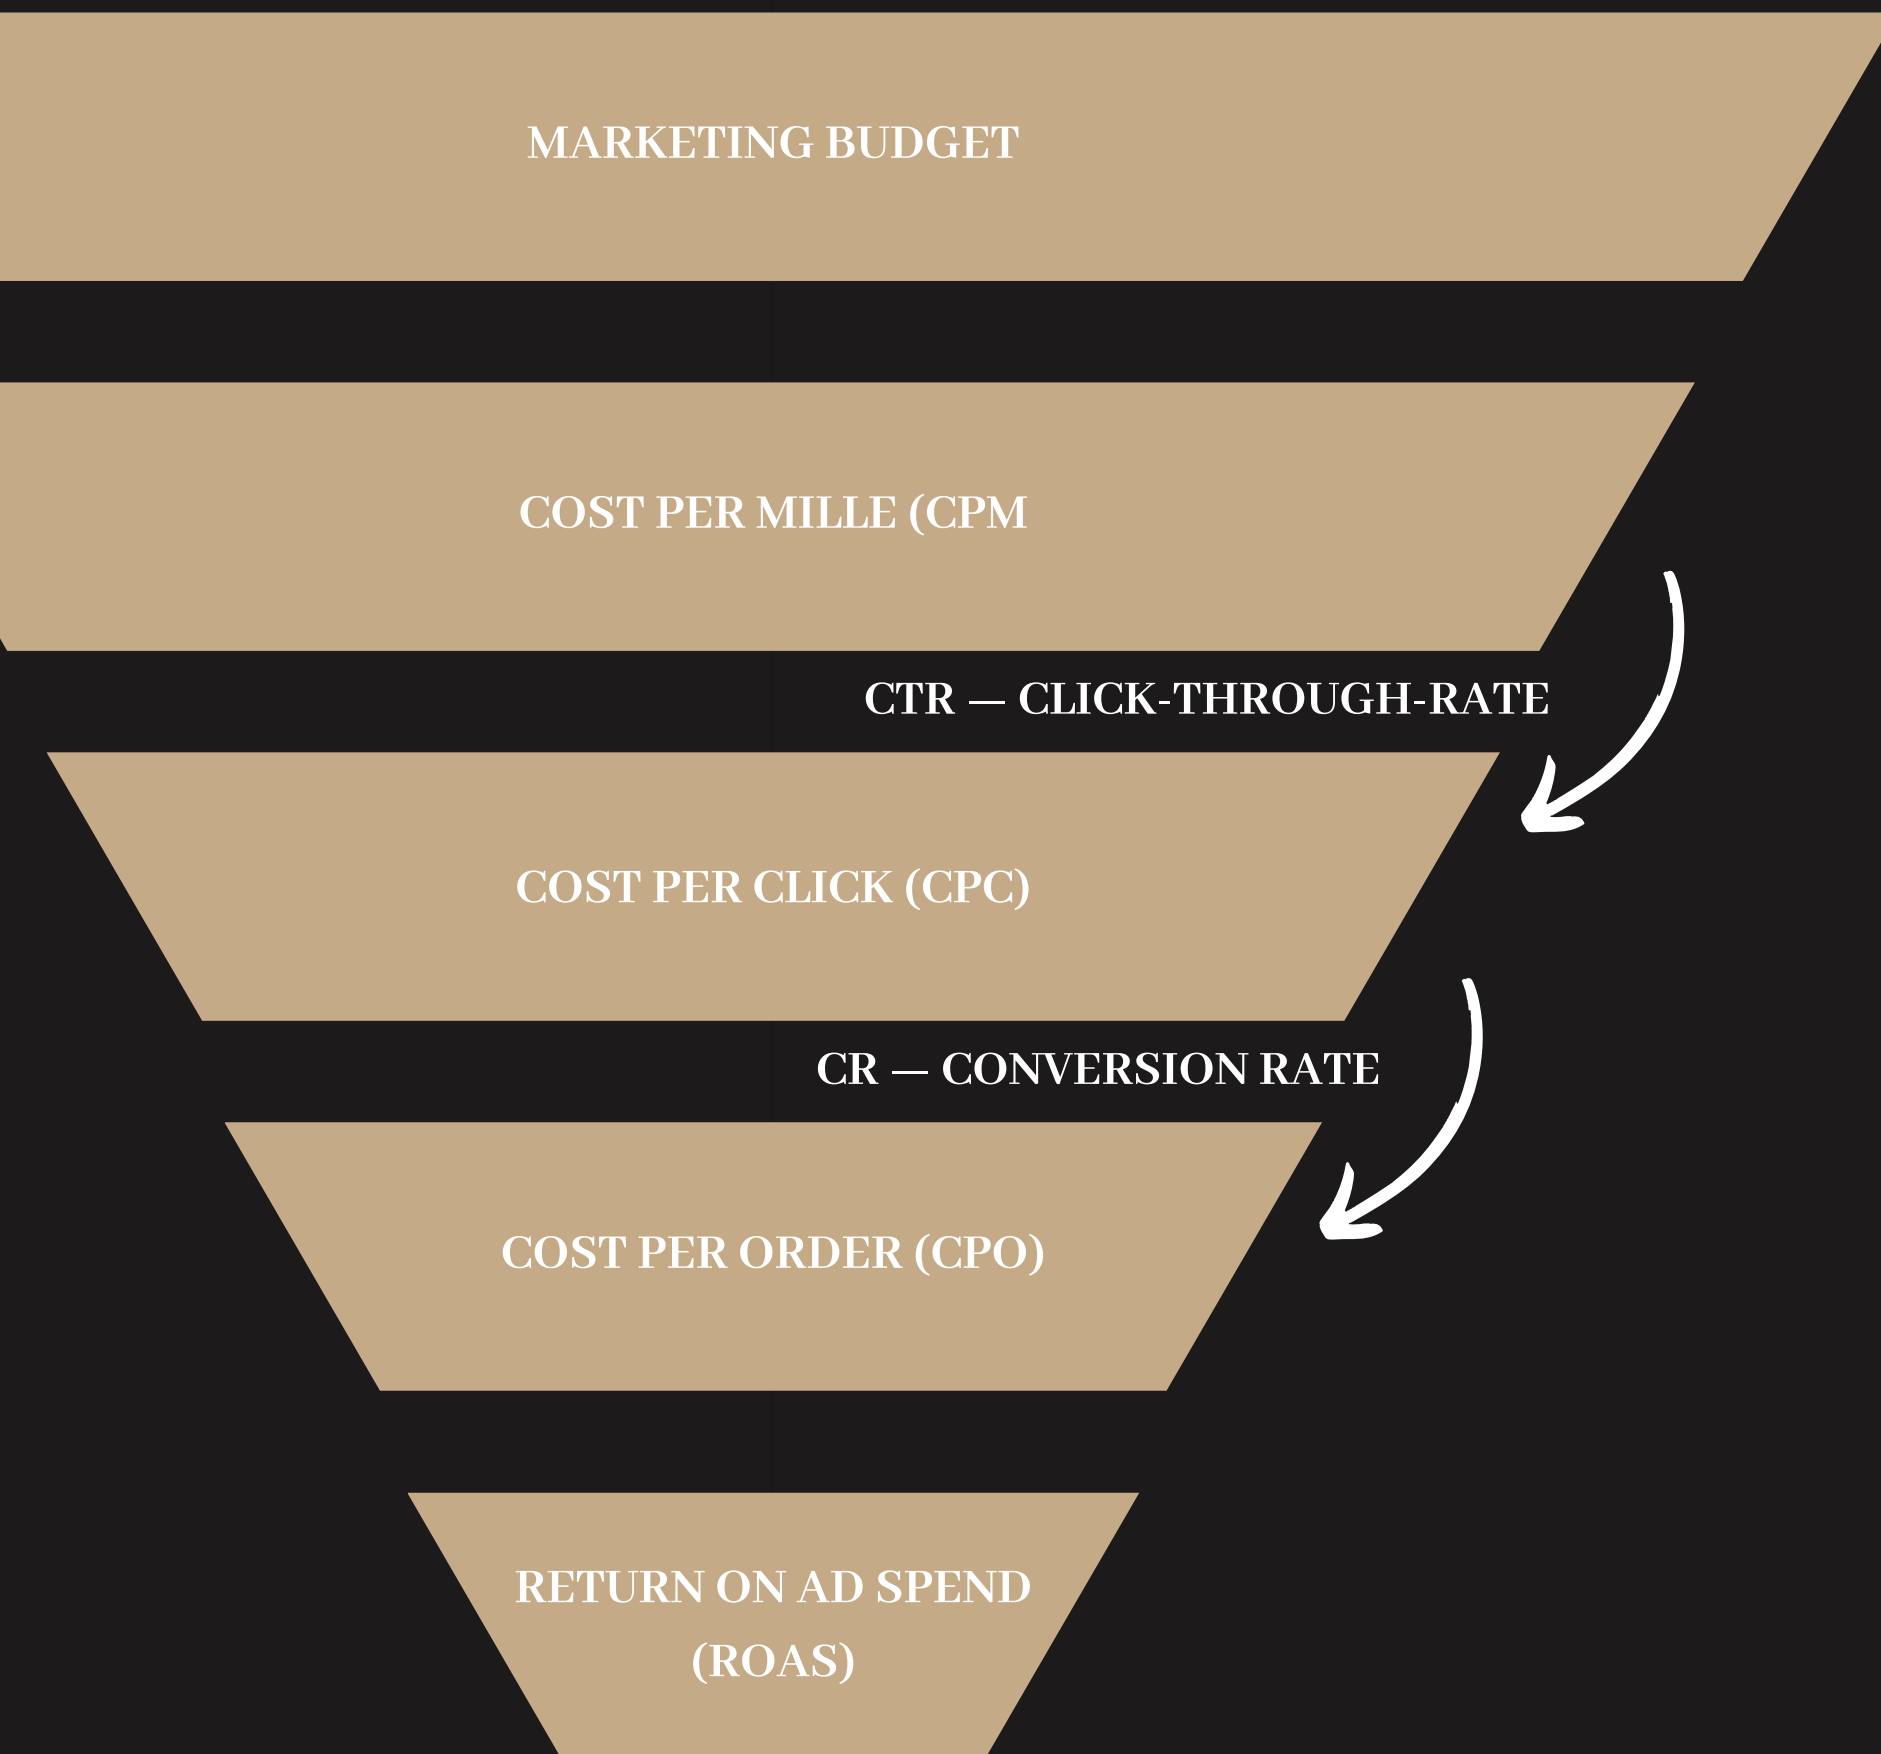 MARKETING BUDGET
COST PER MILLE (CPM
CTR — CLICK-THROUGH-RATE
COST PER CLICK (CPC)
CR — CONVERSION RATE
COST PER ORDER (CPO)
RETURN ON AD SPEND
(ROAS)